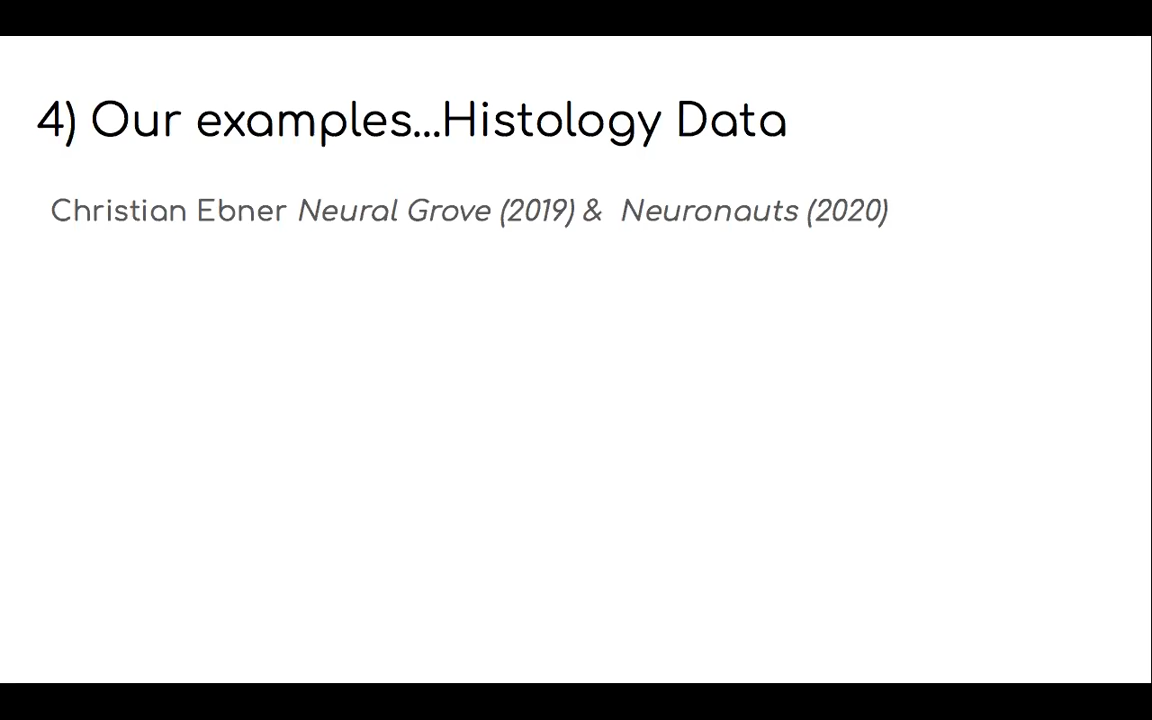 4) Our examples...Histology Data
Christian Ebner Neural Grove (2019) & Neuronauts (2020)